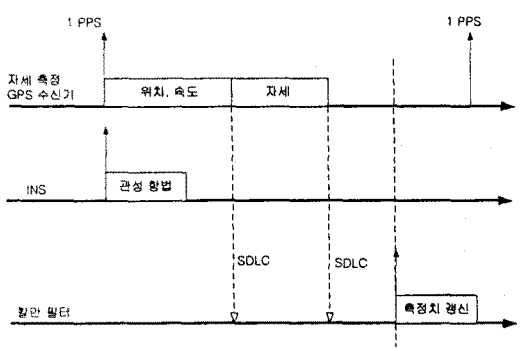 1 PPS
1 PPS
자세 측정
GPS 수신기
위치, 속도
자세
INS
관성 항법
SDLC
SDLC
칼만 필터
측정치 갱신